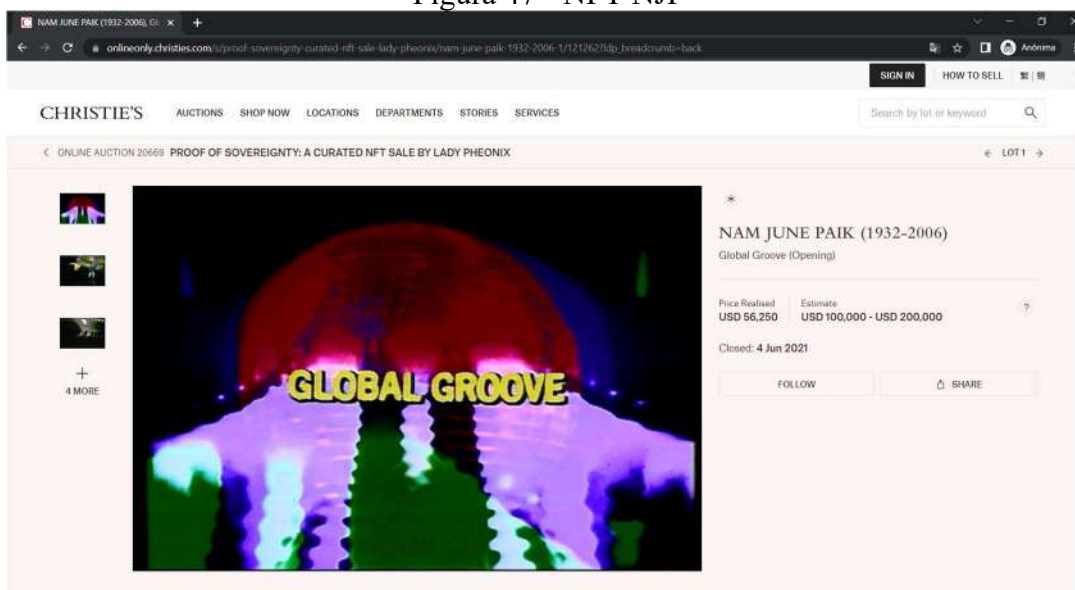 NAM JUNE PAIK (1932-2006), Gl
onlineonly.christies.com/s/proof-sovereignty-curated-nft-sale-lady-pheonix/nam-june-paik-1932-2006-1/121262?ldp_breadcrumb=back
Anónima
SIGN IN
HOW TO SELL
繁 | 簡
CHRISTIE'S
AUCTIONS SHOP NOW LOCATIONS DEPARTMENTS STORIES SERVICES
Search by lot or keyword
ONLINE AUCTION 20669 PROOF OF SOVEREIGNTY: A CURATED NFT SALE BY LADY PHEONIX
LOT 1
*
NAM JUNE PAIK (1932-2006)
Global Groove (Opening)
Price Realised Estimate
USD 56,250 USD 100,000 - USD 200,000
?
Closed: 4 Jun 2021
FOLLOW SHARE
+
4 MORE
GLOBAL GROOVE